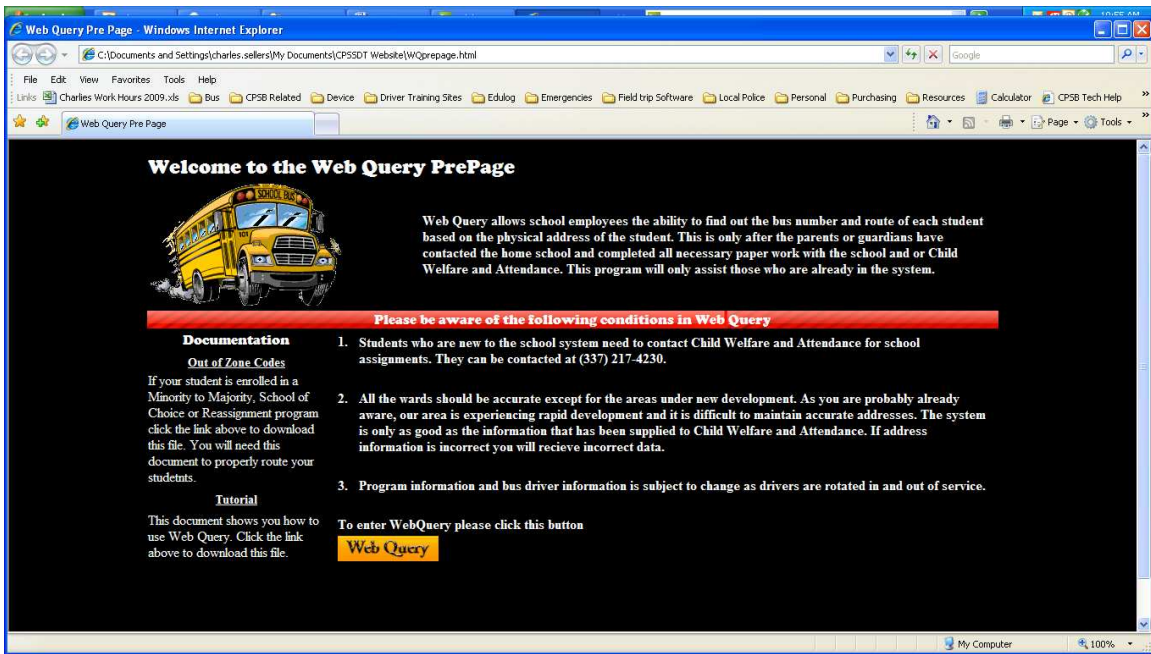 10:55 AM
Web Query Pre Page - Windows Internet Explorer
C:\Documents and Settings\charles.sellers\My Documents\CPSSDT Website\WQprepage.html
Google
File Edit View Favorites Tools Help
Links Charlies Work Hours 2009.xls Bus CPSB Related Device Driver Training Sites Edulog Emergencies Field trip Software Local Police Personal Purchasing Resources Calculator CPSB Tech Help »
Web Query Pre Page
Page Tools »
Welcome to the Web Query PrePage
SCHOOL BUS
101
Web Query allows school employees the ability to find out the bus number and route of each student
based on the physical address of the student. This is only after the parents or guardians have
contacted the home school and completed all necessary paper work with the school and or Child
Welfare and Attendance. This program will only assist those who are already in the system.
Please be aware of the following conditions in Web Query
Documentation
Out of Zone Codes
If your student is enrolled in a
Minority to Majority, School of
Choice or Reassignment program
click the link above to download
this file. You will need this
document to properly route your
studetnts.
Tutorial
This document shows you how to
use Web Query. Click the link
above to download this file.
1. Students who are new to the school system need to contact Child Welfare and Attendance for school
assignments. They can be contacted at (337) 217-4230.
2. All the wards should be accurate except for the areas under new development. As you are probably already
aware, our area is experiencing rapid development and it is difficult to maintain accurate addresses. The system
is only as good as the information that has been supplied to Child Welfare and Attendance. If address
information is incorrect you will recieve incorrect data.
3. Program information and bus driver information is subject to change as drivers are rotated in and out of service.
To enter WebQuery please click this button
Web Query
My Computer
100%